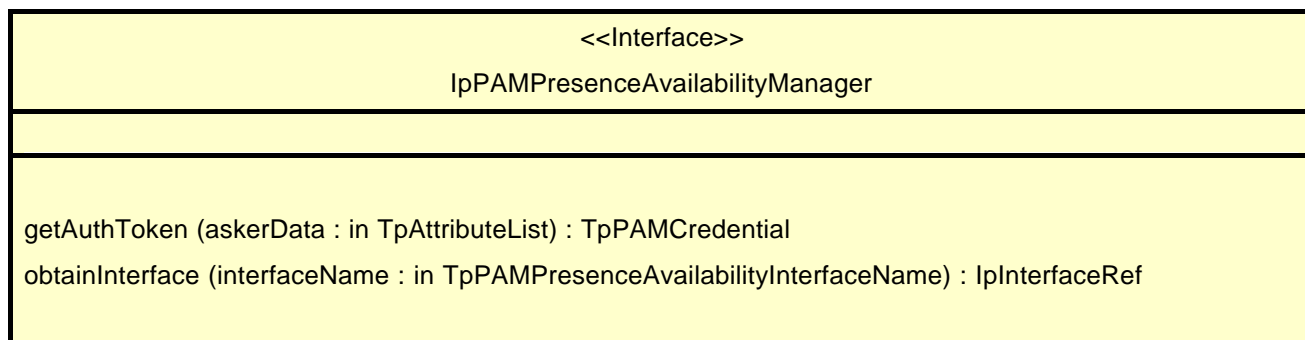 <<Interface>>
IpPAMPresenceAvailabilityManager
getAuthToken (askerData : in TpAttributeList) : TpPAMCredential
obtainInterface (interfaceName : in TpPAMPresenceAvailabilityInterfaceName) : IpInterfaceRef